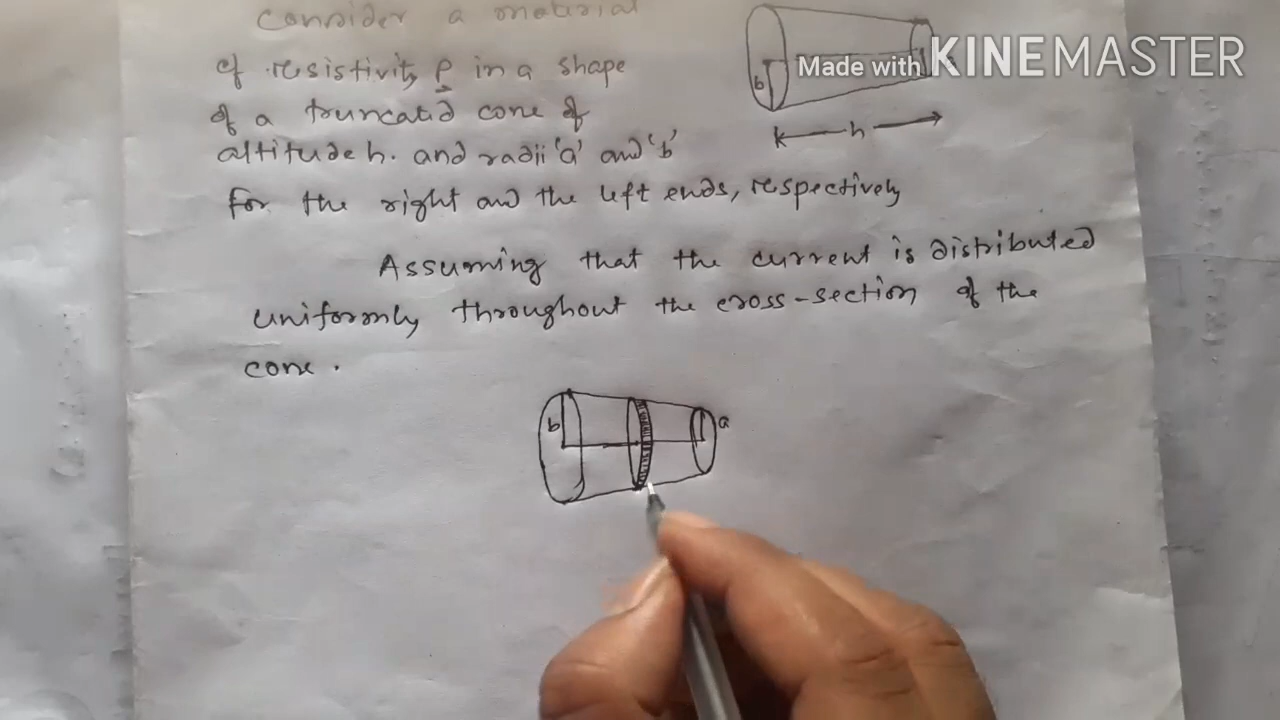 Consider a material
of resistivity ρ in a shape
of a truncated cone of
altitude h. and radii 'a' and 'b'
for the right and the left ends, respectively
Assuming that the current is distributed
uniformly throughout the cross-section of the
cone.
b
h
Made with KINEMASTER
b
a